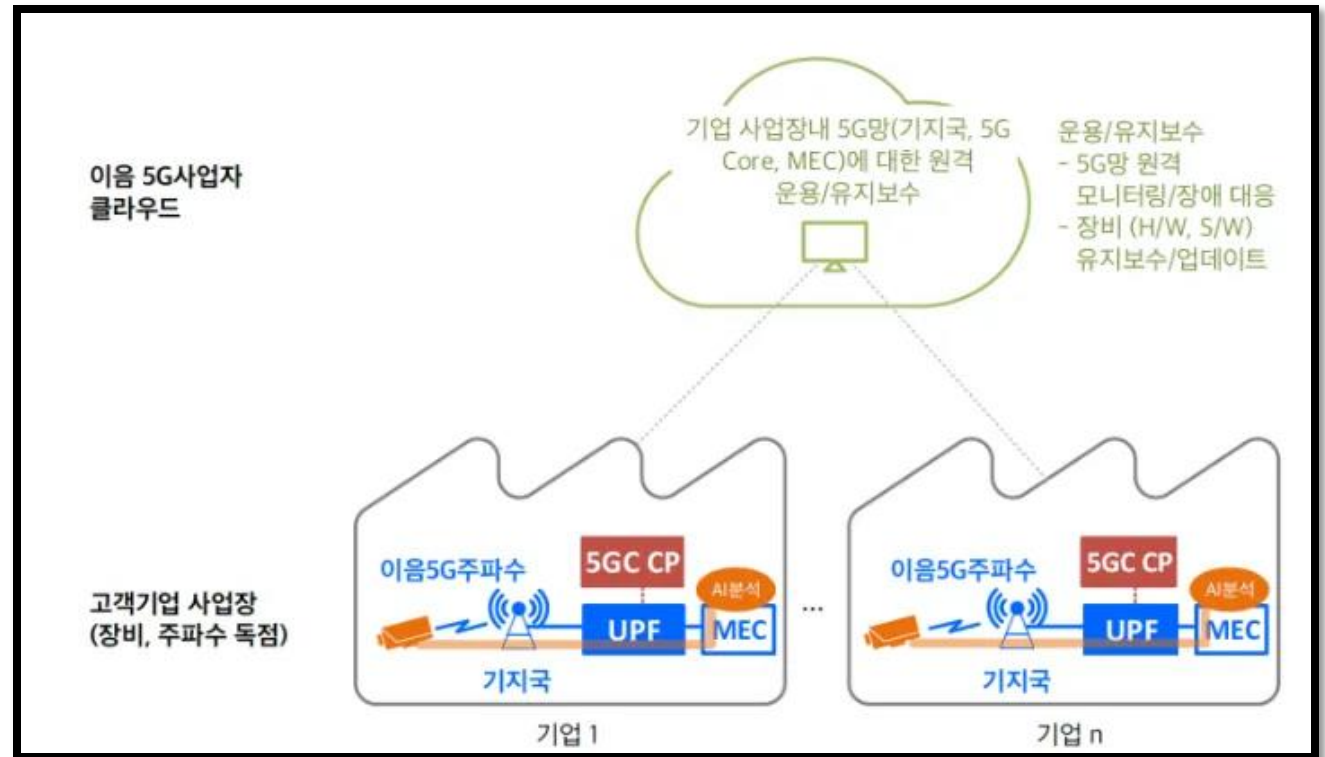 기업 사업장내 5G망(기지국, 5G
Core, MEC)에 대한 원격
운용/유지보수
운용/유지보수
- 5G망 원격
모니터링/장애 대응
- 장비 (H/W, S/W)
유지보수/업데이트
이음 5G사업자
클라우드
고객기업 사업장
(장비, 주파수 독점)
이음5G주파수
5GC CP
AI분석
UPF
MEC
기지국
기업 1
...
이음5G주파수
5GC CP
AI분석
UPF
MEC
기지국
기업 n